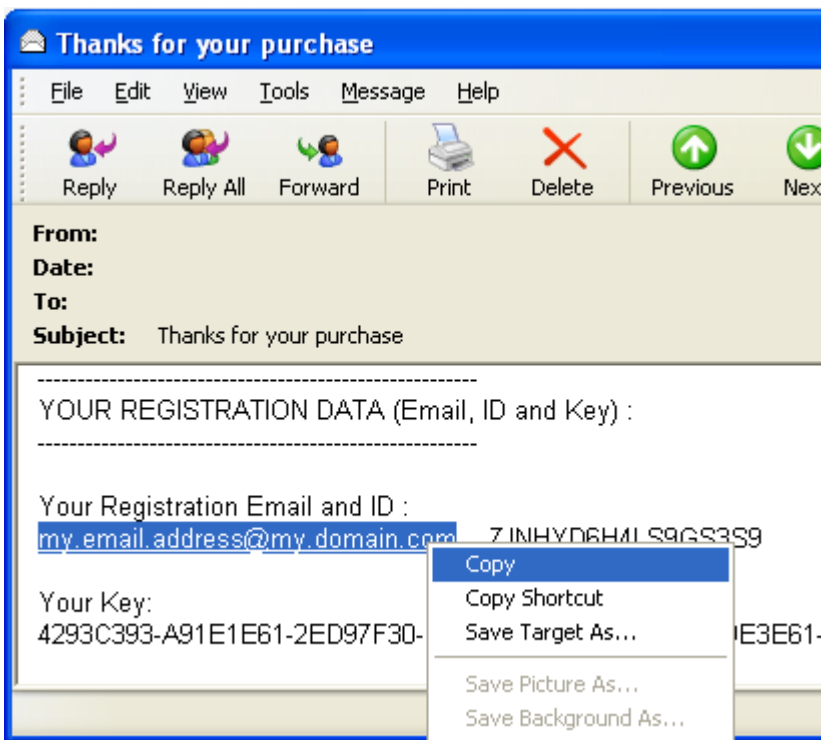 Thanks for your purchase
File Edit View Tools Message Help
Reply Reply All Forward Print Delete Previous Nex
From:
Date:
To:
Subject: Thanks for your purchase
-------------------------------------------------------
YOUR REGISTRATION DATA (Email, ID and Key) :
-------------------------------------------------------
Your Registration Email and ID :
my.email.address@my.domain.com
Copy
Your Key:
Copy Shortcut
4293C393-A91E1E61-2ED97F30- E3E61-
Save Target As...
Save Picture As...
Save Background As...